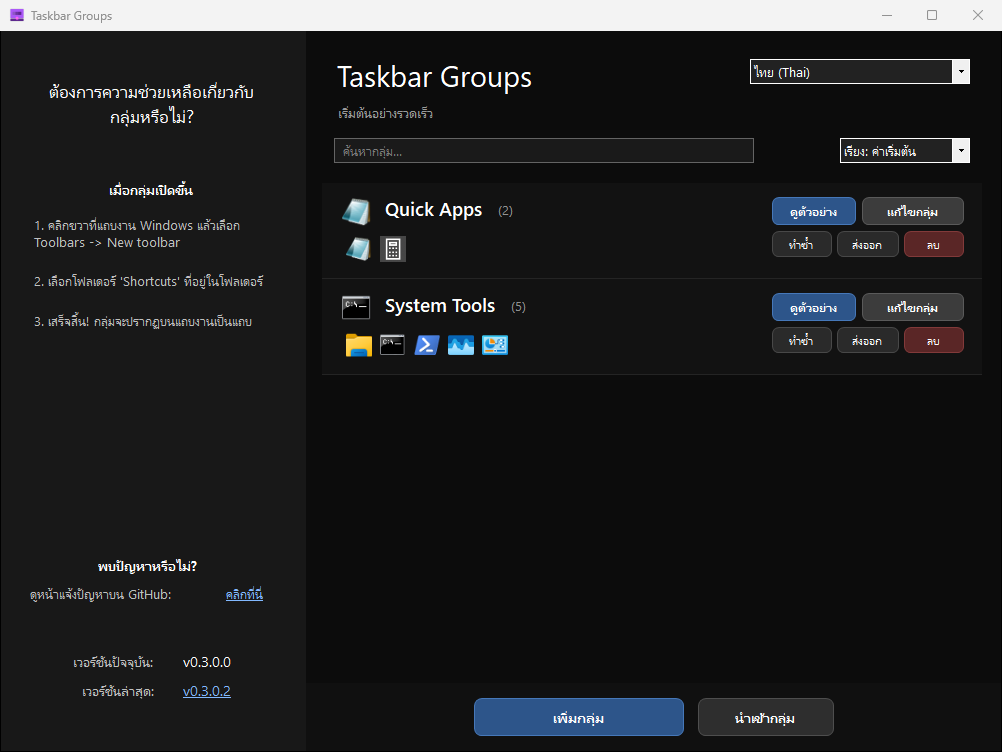 Taskbar Groups
ต้องการความช่วยเหลือเกี่ยวกับ
กลุ่มหรือไม่?
เมื่อกลุ่มเปิดขึ้น
1. คลิกขวาที่แถบงาน Windows แล้วเลือก
Toolbars -> New toolbar
2. เลือกโฟลเดอร์ 'Shortcuts' ที่อยู่ในโฟลเดอร์
3. เสร็จสิ้น! กลุ่มจะปรากฏบนแถบงานเป็นแถบ
พบปัญหาหรือไม่?
ดูหน้าแจ้งปัญหาบน GitHub: คลิกที่นี่
เวอร์ชันปัจจุบัน: v0.3.0.0
เวอร์ชันล่าสุด: v0.3.0.2
Taskbar Groups
ไทย (Thai)
เริ่มต้นอย่างรวดเร็ว
ค้นหากลุ่ม...
เรียง: ค่าเริ่มต้น
Quick Apps (2)
ดูตัวอย่าง แก้ไขกลุ่ม
ทำซ้ำ ส่งออก ลบ
System Tools (5)
ดูตัวอย่าง แก้ไขกลุ่ม
ทำซ้ำ ส่งออก ลบ
เพิ่มกลุ่ม นำเข้ากลุ่ม